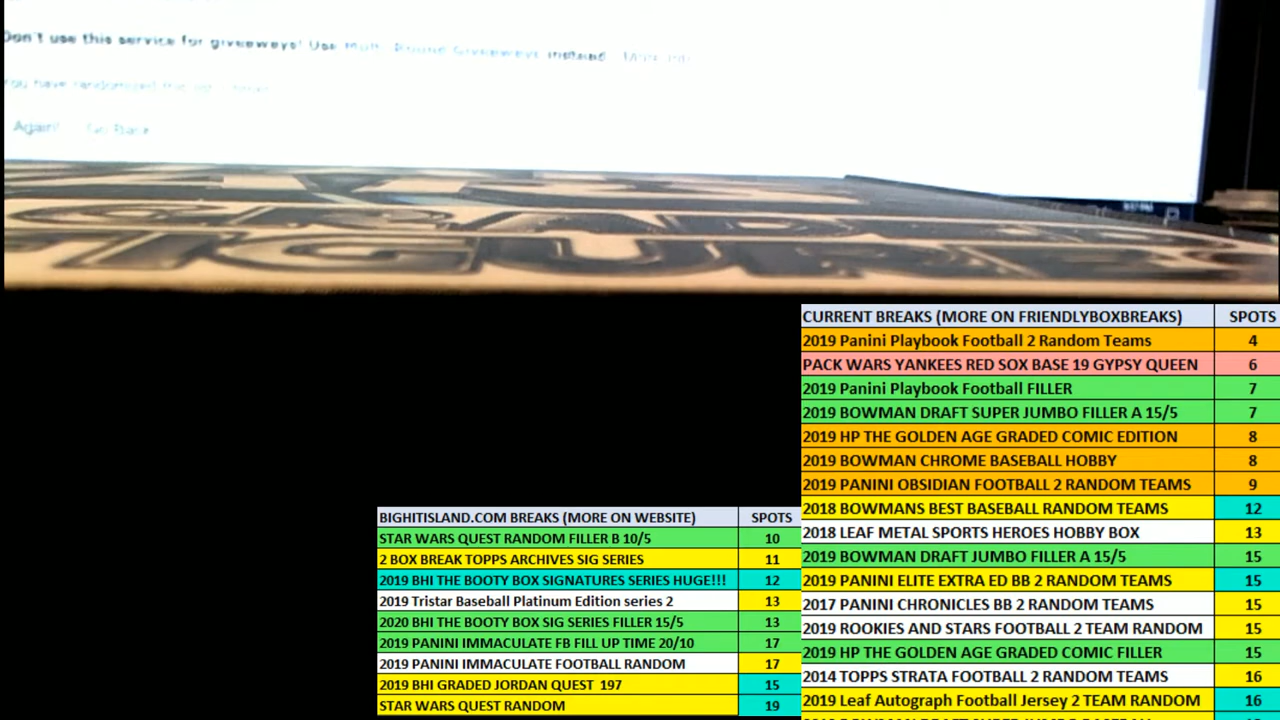 Don't use this service for giveaways! Use Multi-Round Giveaways instead.
You have randomized this list
Again! Go Back
CURRENT BREAKS (MORE ON FRIENDLYBOXBREAKS) SPOTS
2019 Panini Playbook Football 2 Random Teams 4
PACK WARS YANKEES RED SOX BASE 19 GYPSY QUEEN 6
2019 Panini Playbook Football FILLER 7
2019 BOWMAN DRAFT SUPER JUMBO FILLER A 15/5 7
2019 HP THE GOLDEN AGE GRADED COMIC EDITION 8
2019 BOWMAN CHROME BASEBALL HOBBY 8
2019 PANINI OBSIDIAN FOOTBALL 2 RANDOM TEAMS 9
2018 BOWMANS BEST BASEBALL RANDOM TEAMS 12
2018 LEAF METAL SPORTS HEROES HOBBY BOX 13
2019 BOWMAN DRAFT JUMBO FILLER A 15/5 15
2019 PANINI ELITE EXTRA ED BB 2 RANDOM TEAMS 15
2017 PANINI CHRONICLES BB 2 RANDOM TEAMS 15
2019 ROOKIES AND STARS FOOTBALL 2 TEAM RANDOM 15
2019 HP THE GOLDEN AGE GRADED COMIC FILLER 15
2014 TOPPS STRATA FOOTBALL 2 RANDOM TEAMS 16
2019 Leaf Autograph Football Jersey 2 TEAM RANDOM 16
BIGHITISLAND.COM BREAKS (MORE ON WEBSITE) SPOTS
STAR WARS QUEST RANDOM FILLER B 10/5 10
2 BOX BREAK TOPPS ARCHIVES SIG SERIES 11
2019 BHI THE BOOTY BOX SIGNATURES SERIES HUGE!!! 12
2019 Tristar Baseball Platinum Edition series 2 13
2020 BHI THE BOOTY BOX SIG SERIES FILLER 15/5 13
2019 PANINI IMMACULATE FB FILL UP TIME 20/10 17
2019 PANINI IMMACULATE FOOTBALL RANDOM 17
2019 BHI GRADED JORDAN QUEST 197 15
STAR WARS QUEST RANDOM 19